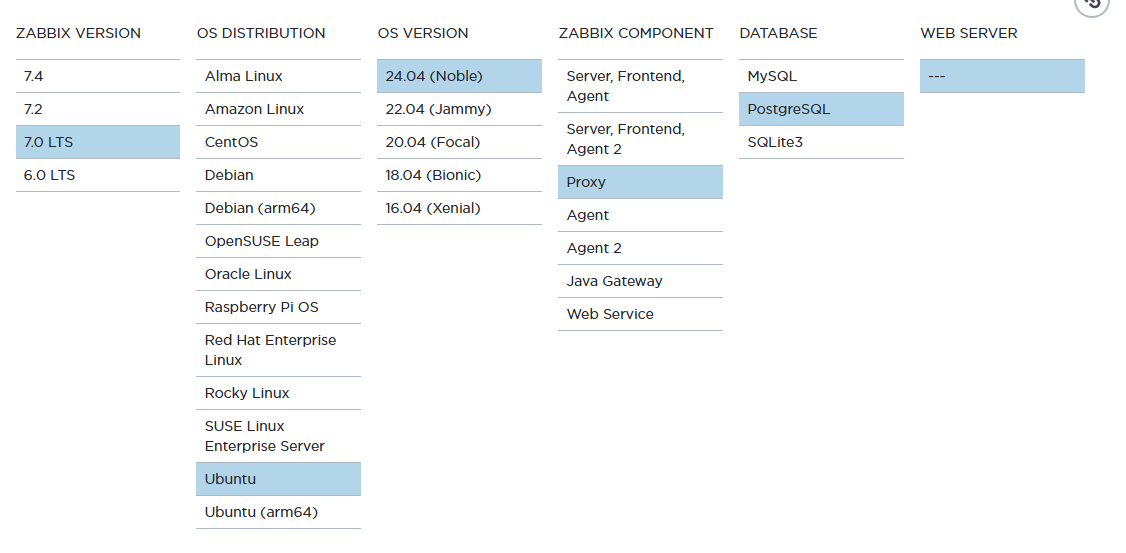 ZABBIX VERSION
7.4
7.2
7.0 LTS
6.0 LTS
OS DISTRIBUTION
Alma Linux
Amazon Linux
CentOS
Debian
Debian (arm64)
OpenSUSE Leap
Oracle Linux
Raspberry Pi OS
Red Hat Enterprise
Linux
Rocky Linux
SUSE Linux
Enterprise Server
Ubuntu
Ubuntu (arm64)
OS VERSION
24.04 (Noble)
22.04 (Jammy)
20.04 (Focal)
18.04 (Bionic)
16.04 (Xenial)
ZABBIX COMPONENT
Server, Frontend,
Agent
Server, Frontend,
Agent 2
Proxy
Agent
Agent 2
Java Gateway
Web Service
DATABASE
MySQL
PostgreSQL
SQLite3
WEB SERVER
---